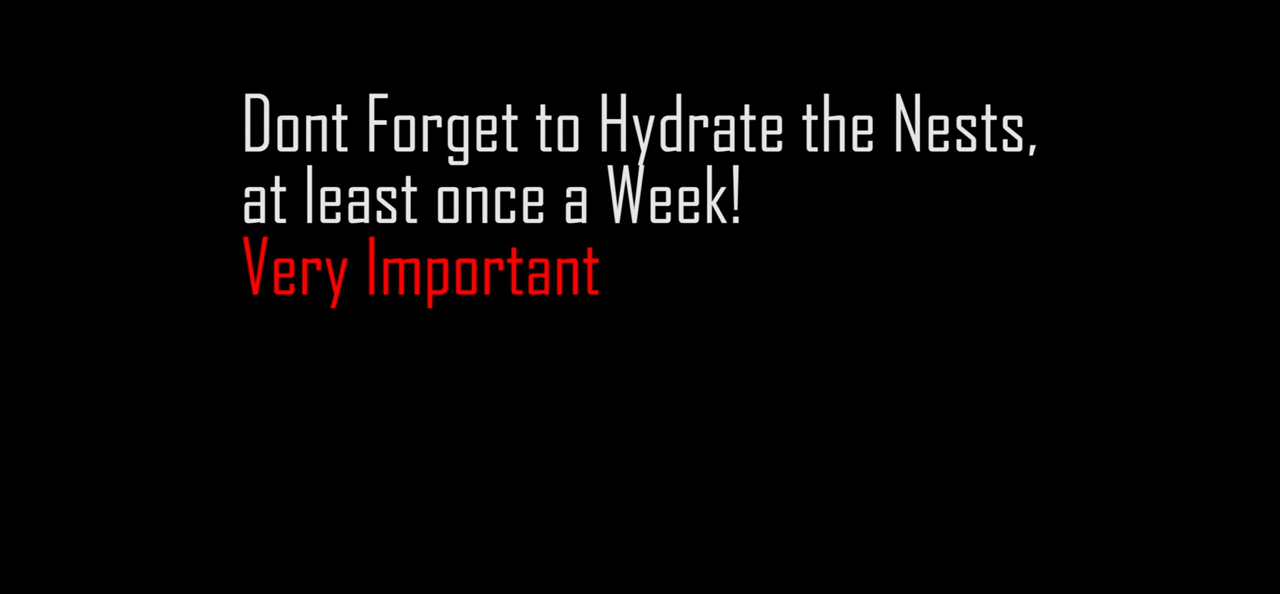 Dont Forget to Hydrate the Nests,
at least once a Week!
Very Important